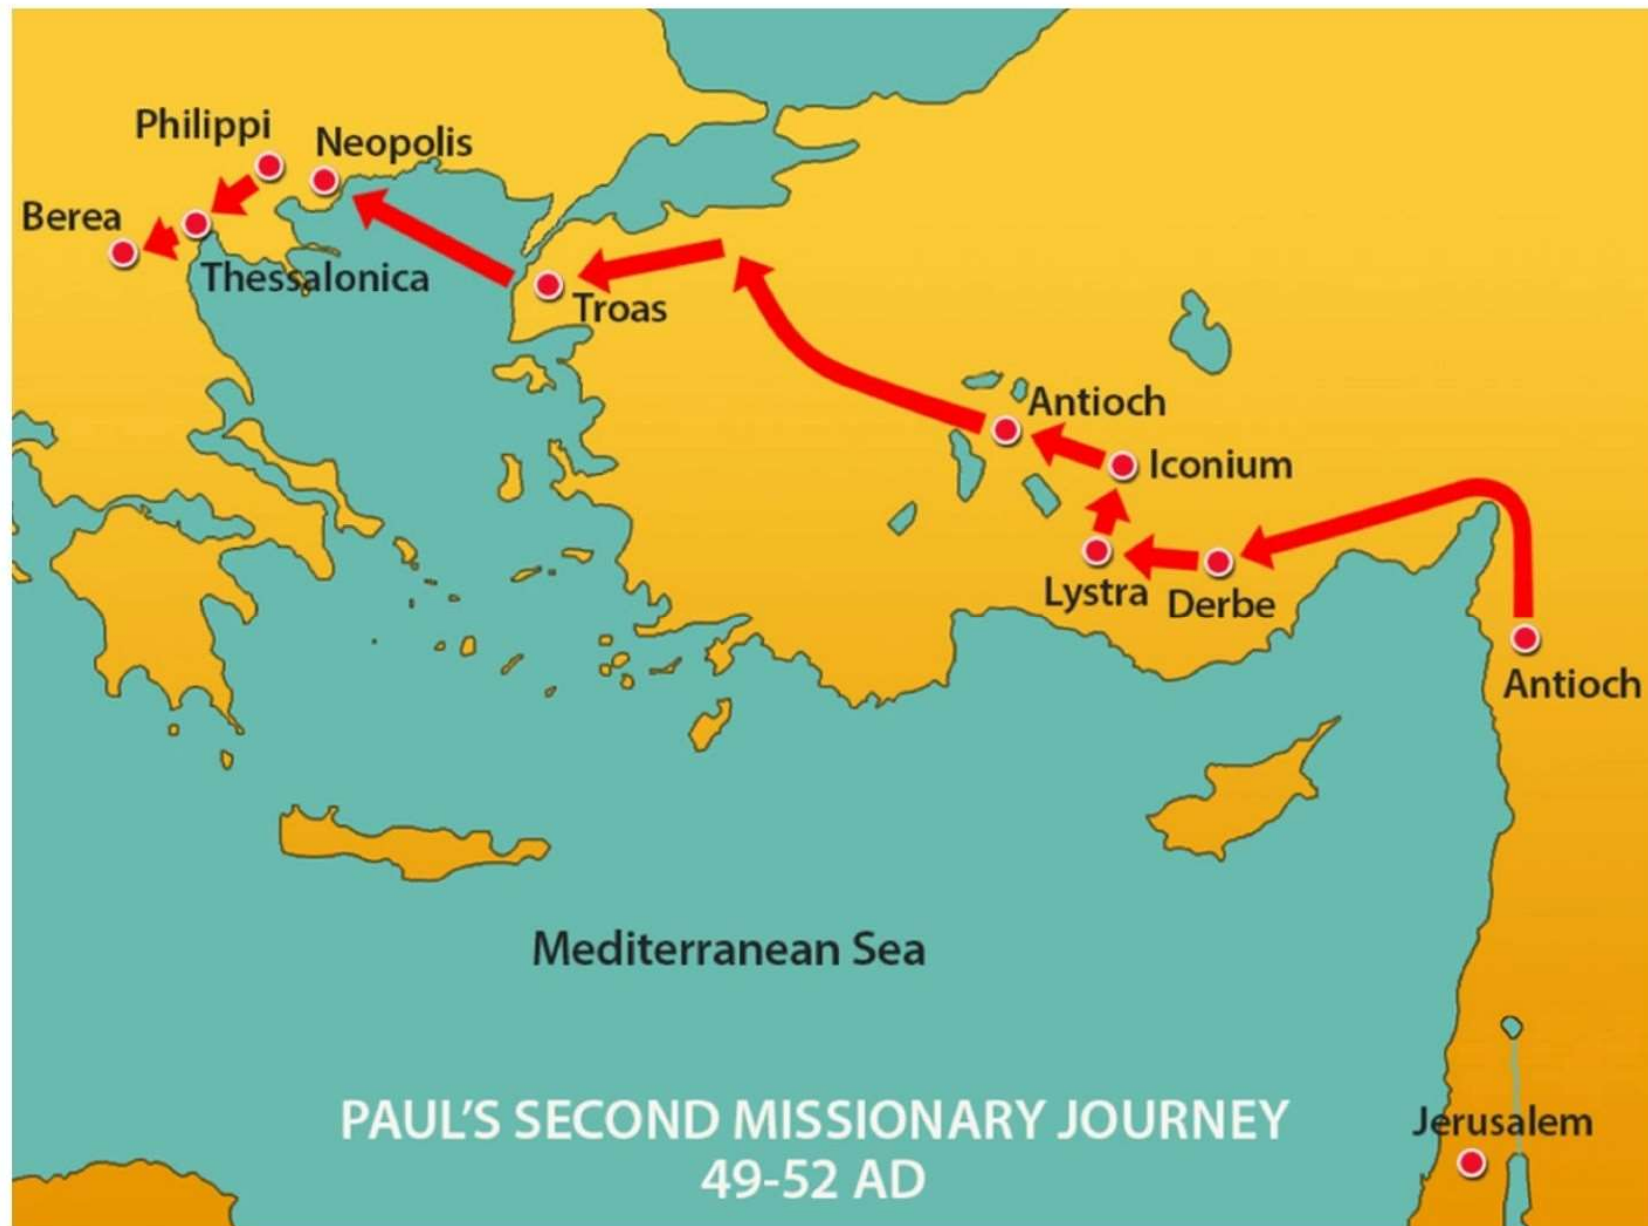 Philippi
Neopolis
Berea
Thessalonica
Troas
Antioch
Iconium
Lystra
Derbe
Antioch
Mediterranean Sea
PAUL'S SECOND MISSIONARY JOURNEY
49-52 AD
Jerusalem